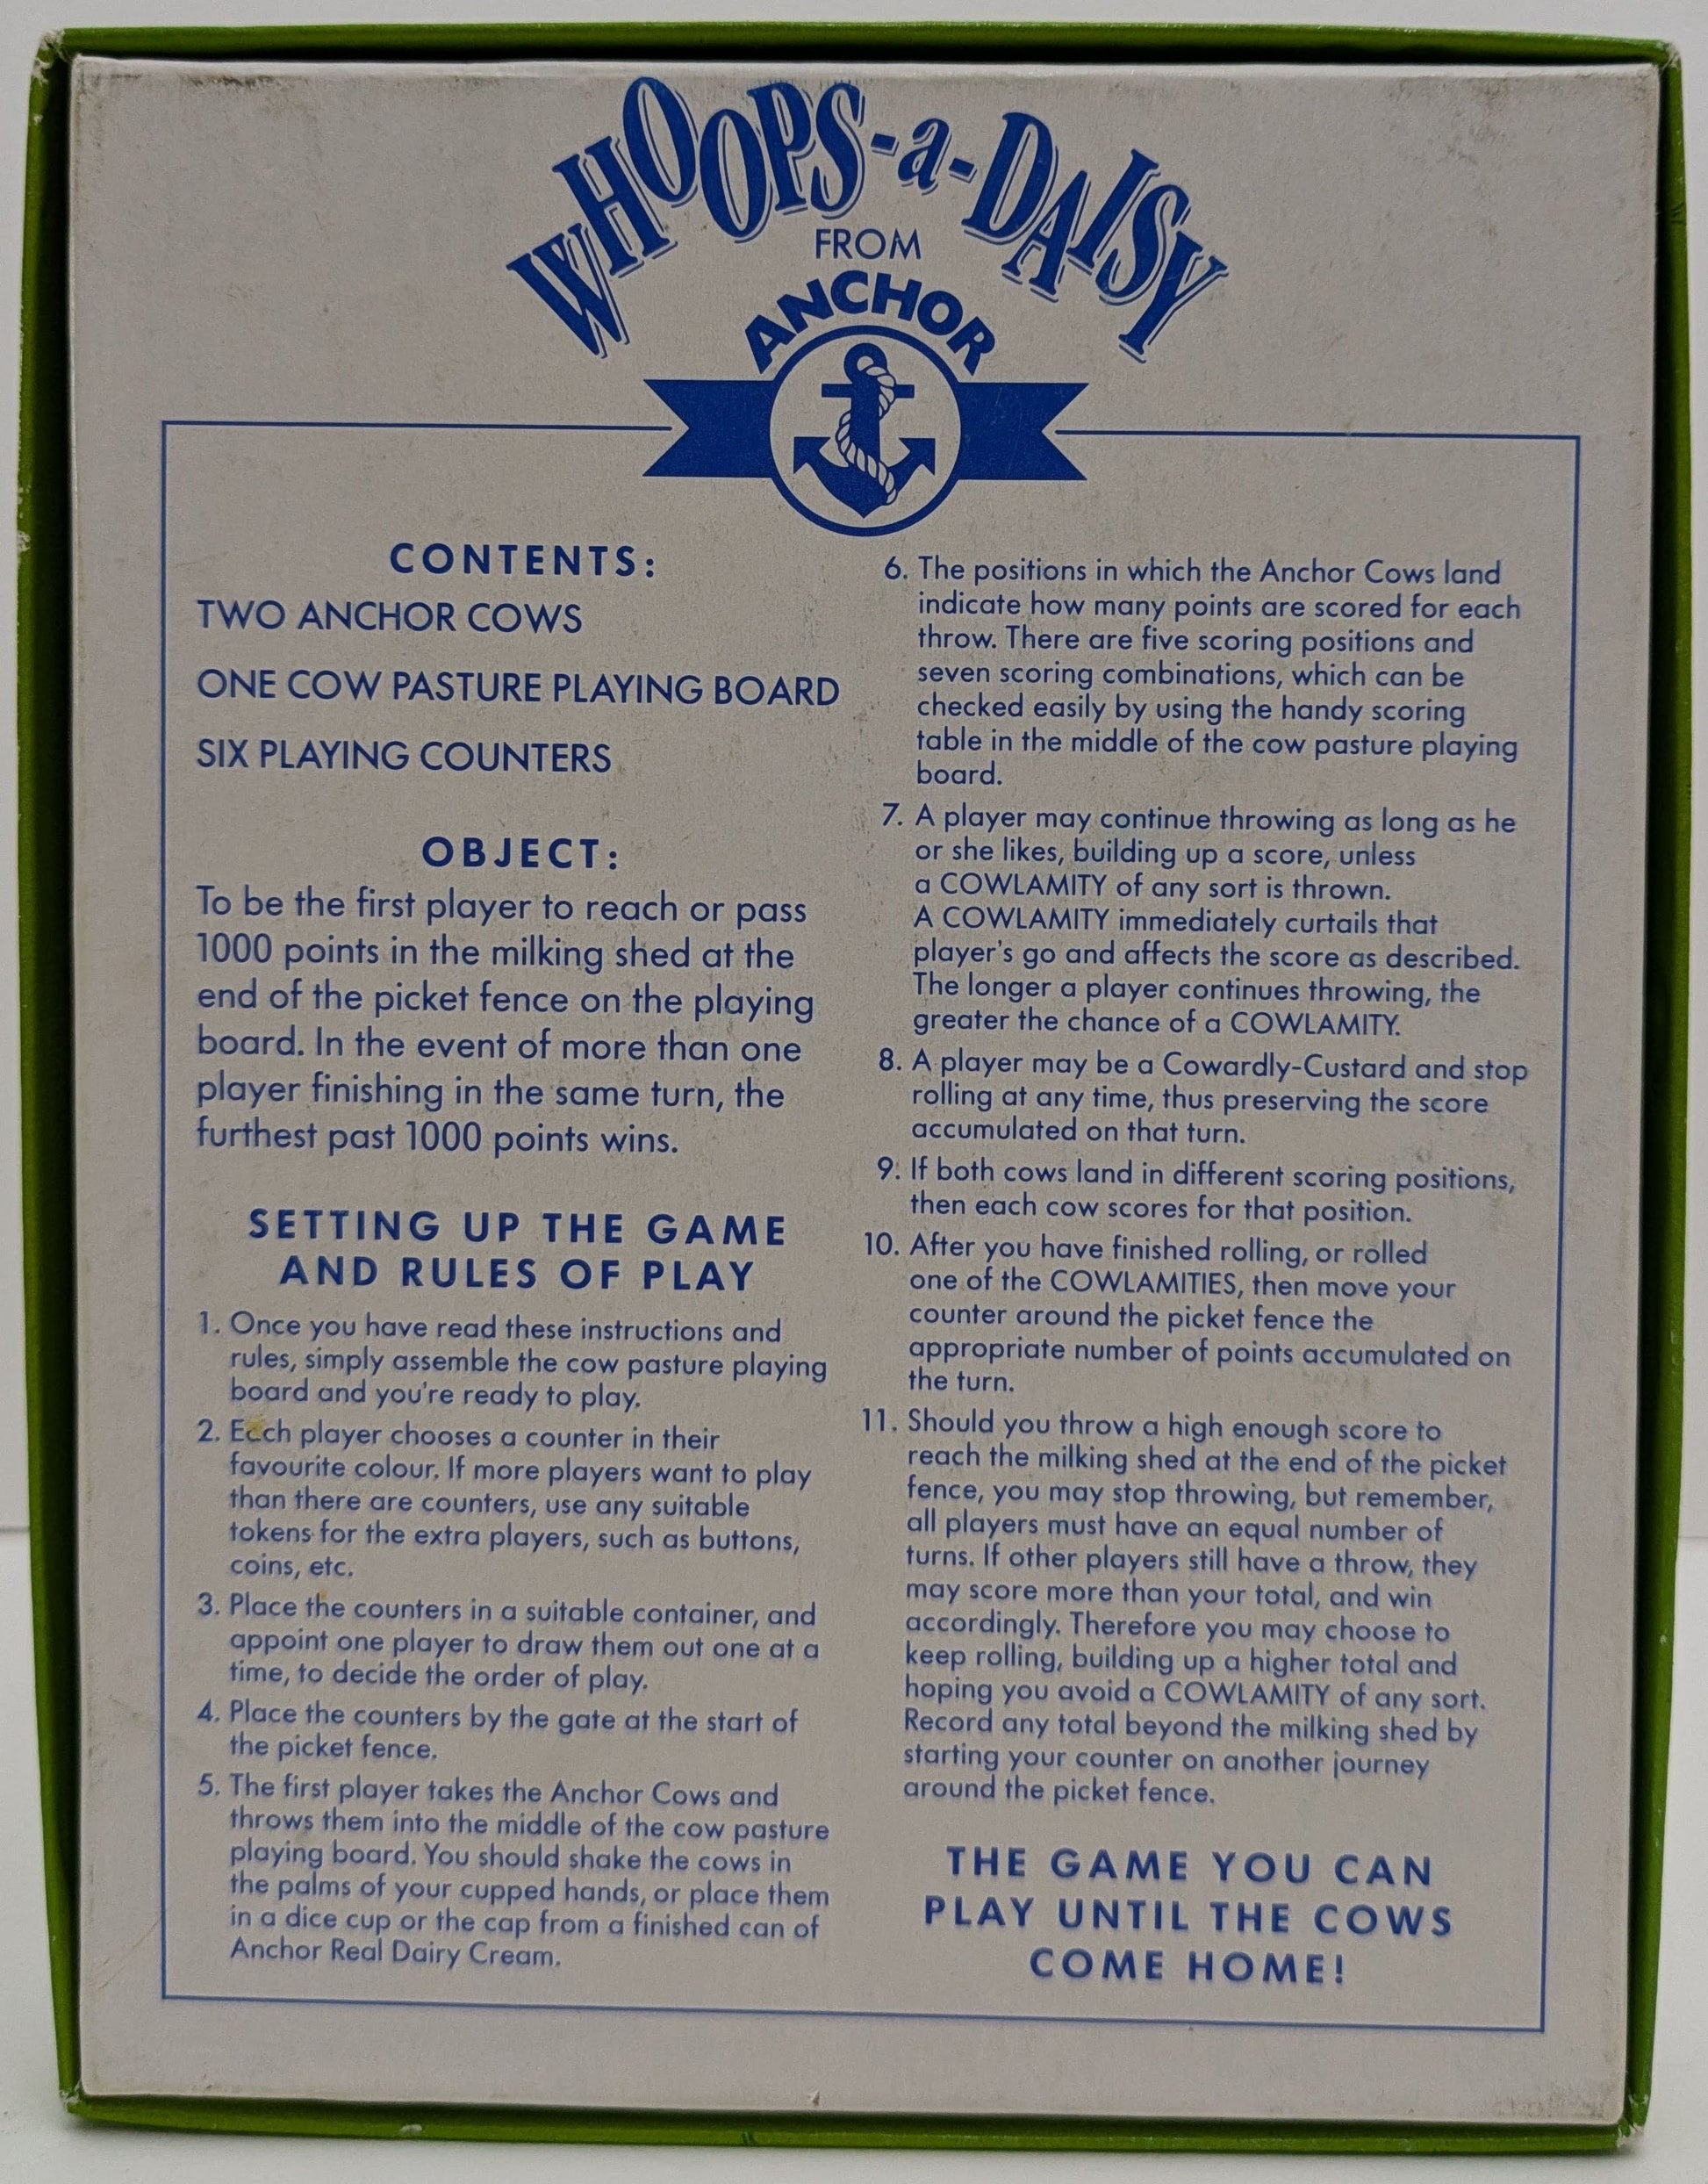 WHOOPS-a-DAISY
FROM
ANCHOR
CONTENTS:
TWO ANCHOR COWS
ONE COW PASTURE PLAYING BOARD
SIX PLAYING COUNTERS
OBJECT:
To be the first player to reach or pass
1000 points in the milking shed at the
end of the picket fence on the playing
board. In the event of more than one
player finishing in the same turn, the
furthest past 1000 points wins.
SETTING UP THE GAME
AND RULES OF PLAY
1. Once you have read these instructions and
rules, simply assemble the cow pasture playing
board and you're ready to play.
2. Each player chooses a counter in their
favourite colour. If more players want to play
than there are counters, use any suitable
tokens for the extra players, such as buttons,
coins, etc.
3. Place the counters in a suitable container, and
appoint one player to draw them out one at a
time, to decide the order of play.
4. Place the counters by the gate at the start of
the picket fence.
5. The first player takes the Anchor Cows and
throws them into the middle of the cow pasture
playing board. You should shake the cows in
the palms of your cupped hands, or place them
in a dice cup or the cap from a finished can of
Anchor Real Dairy Cream.
6. The positions in which the Anchor Cows land
indicate how many points are scored for each
throw. There are five scoring positions and
seven scoring combinations, which can be
checked easily by using the handy scoring
table in the middle of the cow pasture playing
board.
7. A player may continue throwing as long as he
or she likes, building up a score, unless
a COWLAMITY of any sort is thrown.
A COWLAMITY immediately curtails that
player's go and affects the score as described.
The longer a player continues throwing, the
greater the chance of a COWLAMITY.
8. A player may be a Cowardly-Custard and stop
rolling at any time, thus preserving the score
accumulated on that turn.
9. If both cows land in different scoring positions,
then each cow scores for that position.
10. After you have finished rolling, or rolled
one of the COWLAMITIES, then move your
counter around the picket fence the
appropriate number of points accumulated on
the turn.
11. Should you throw a high enough score to
reach the milking shed at the end of the picket
fence, you may stop throwing, but remember,
all players must have an equal number of
turns. If other players still have a throw, they
may score more than your total, and win
accordingly. Therefore you may choose to
keep rolling, building up a higher total and
hoping you avoid a COWLAMITY of any sort.
Record any total beyond the milking shed by
starting your counter on another journey
around the picket fence.
THE GAME YOU CAN
PLAY UNTIL THE COWS
COME HOME!